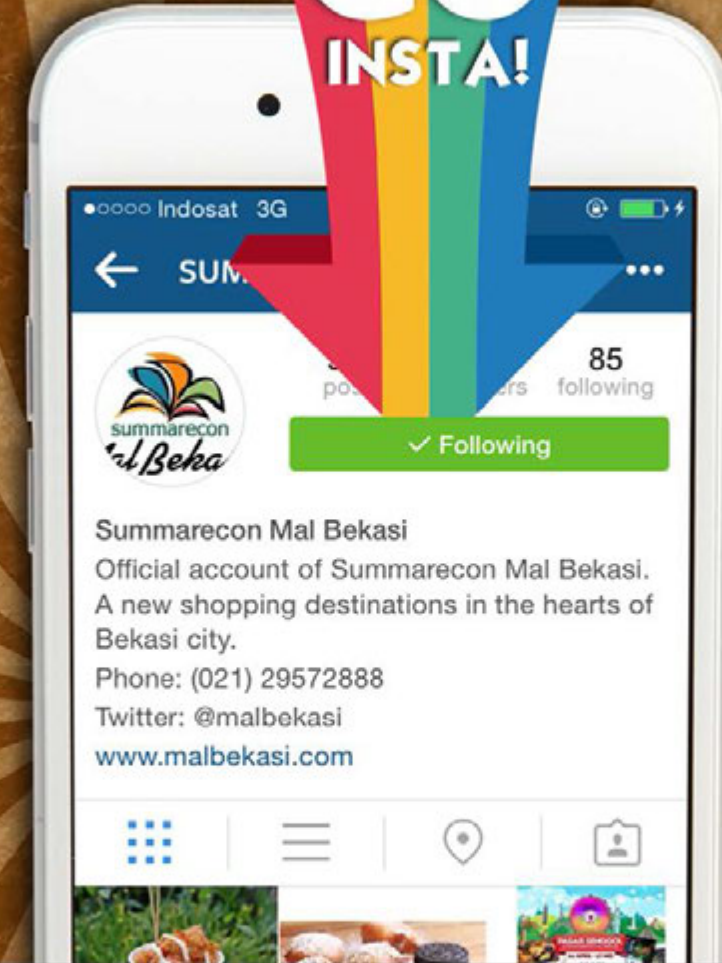 INSTA!
Indosat 3G
following
85
Following
summarecon
Summarecon Mal Bekasi
Official account of Summarecon Mal Bekasi.
A new shopping destinations in the hearts of
Bekasi city.
Phone: (021) 29572888
Twitter: @malbekasi
www.malbekasi.com